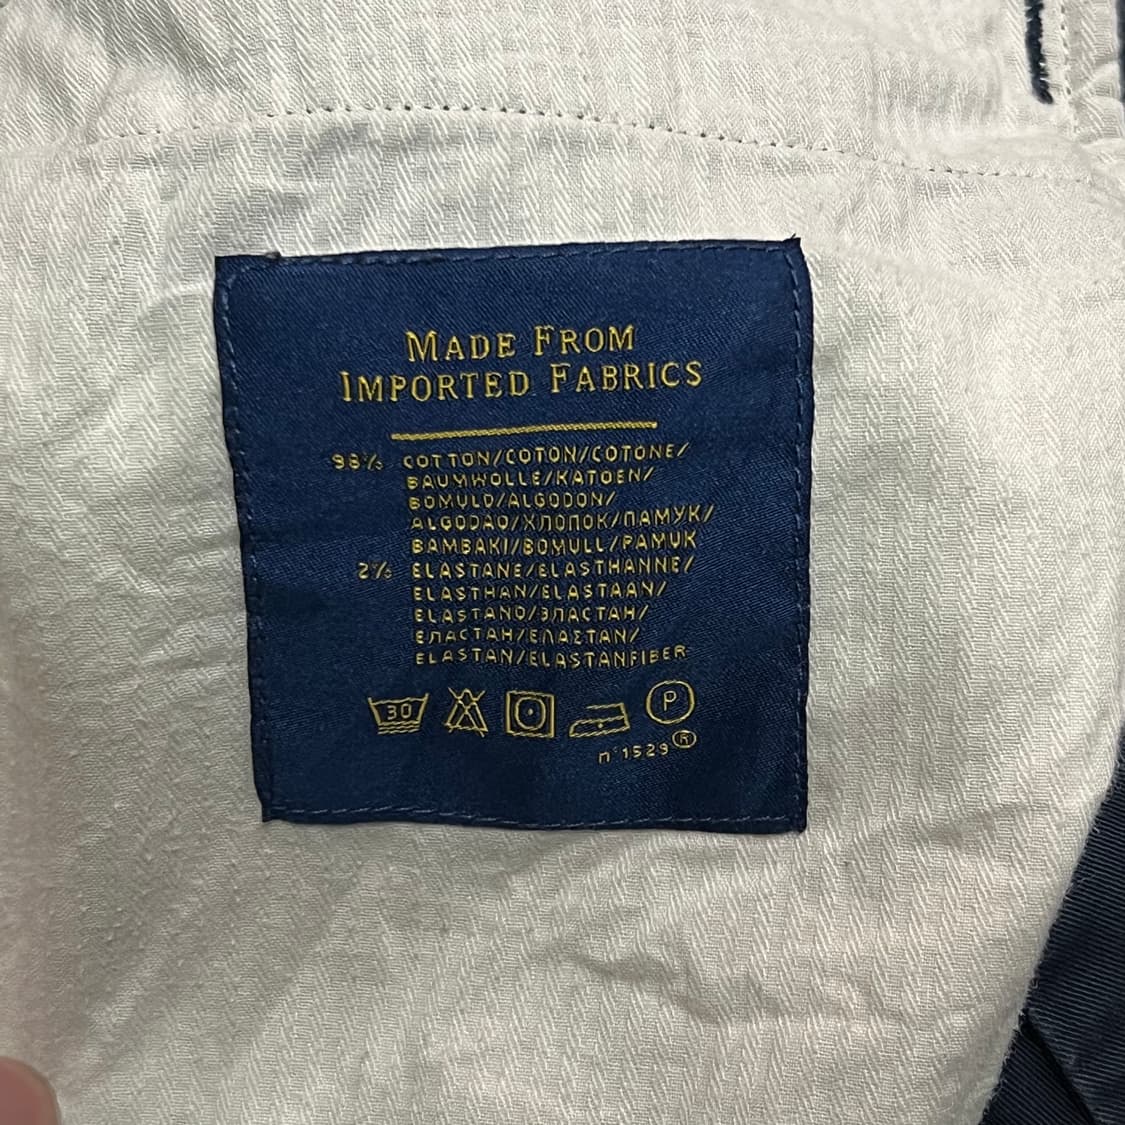 MADE FROM
IMPORTED FABRICS
98% COTTON/COTON/COTONE/
BAUMWOLLE/KATOEN/
BOMULD/ALGODON/
ALGODAO/ХЛОПОК/ПАМУК/
BAMBAKI/BOMULL/PAMUK
2% ELASTANE/ELASTHANNE/
ELASTHAN/ELASTAAN/
ELASTANO/ЭЛАСТАН/
ЕЛАСТАН/ΕΛΑΣΤΑΝ/
ELASTAN/ELASTANFIBER
30 P
n°1529 ®